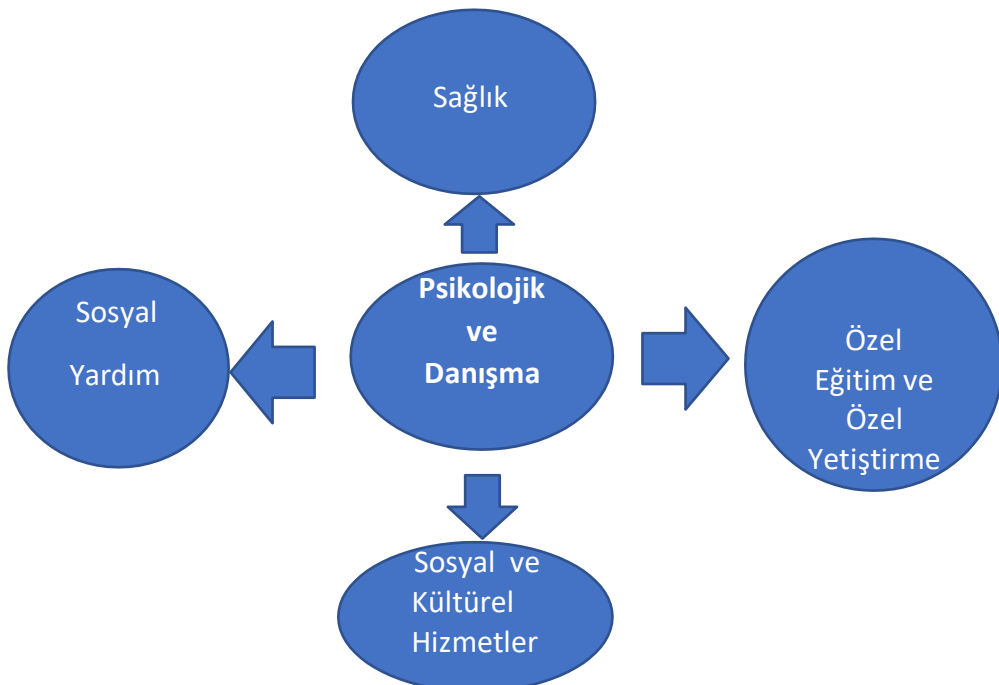 Sağlık
Psikolojik
ve
Danışma
Sosyal
Yardım
Özel
Eğitim ve
Özel
Yetiştirme
Sosyal ve
Kültürel
Hizmetler